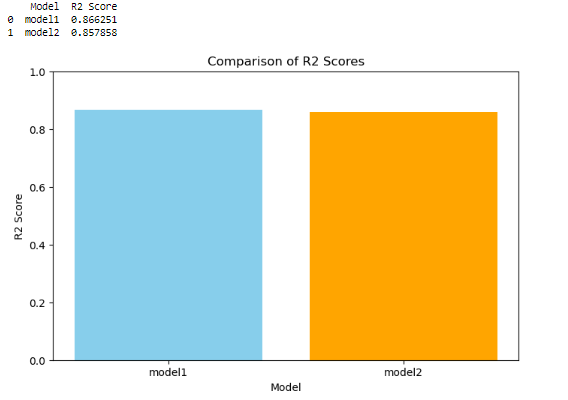 Model R2 Score
0 model1 0.866251
1 model2 0.857858
Comparison of R2 Scores
1.0
0.8
0.6
0.4
0.2
0.0
R2 Score
model1 model2
Model